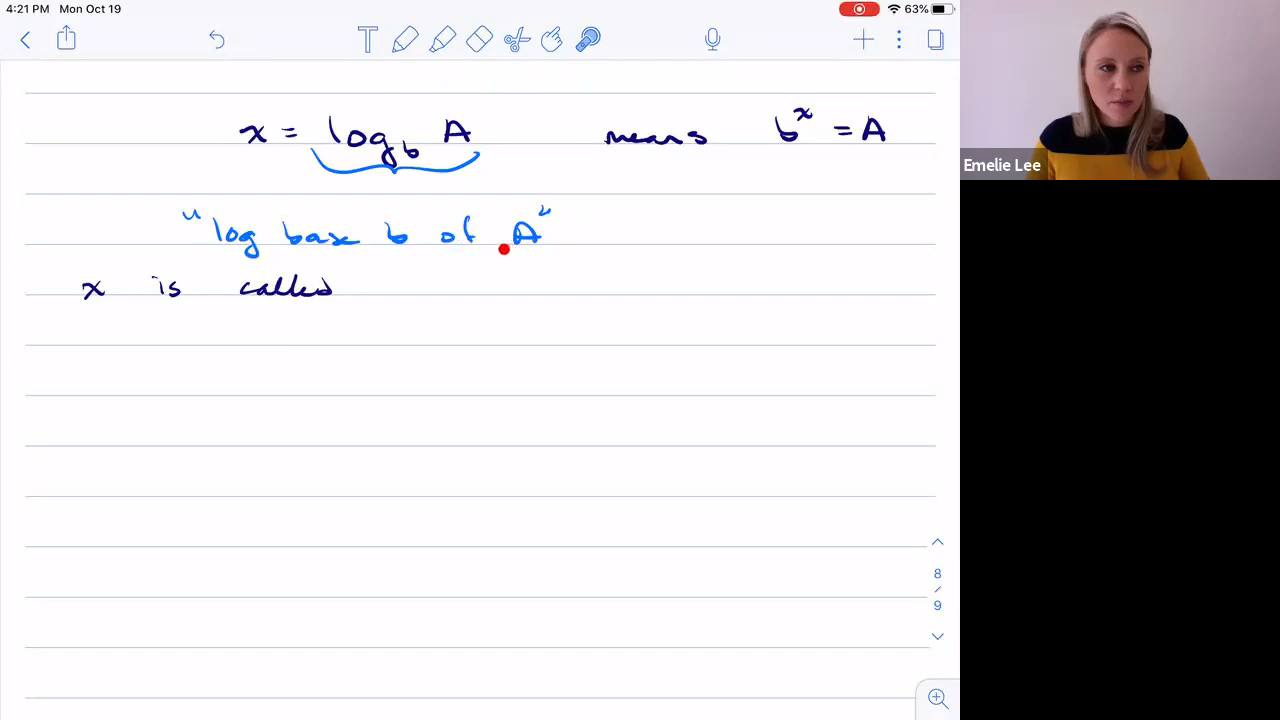 4:21 PM Mon Oct 19
63%
x = log_b A means b^x = A
"log base b of A"
x is called
Emelie Lee
8
/
9